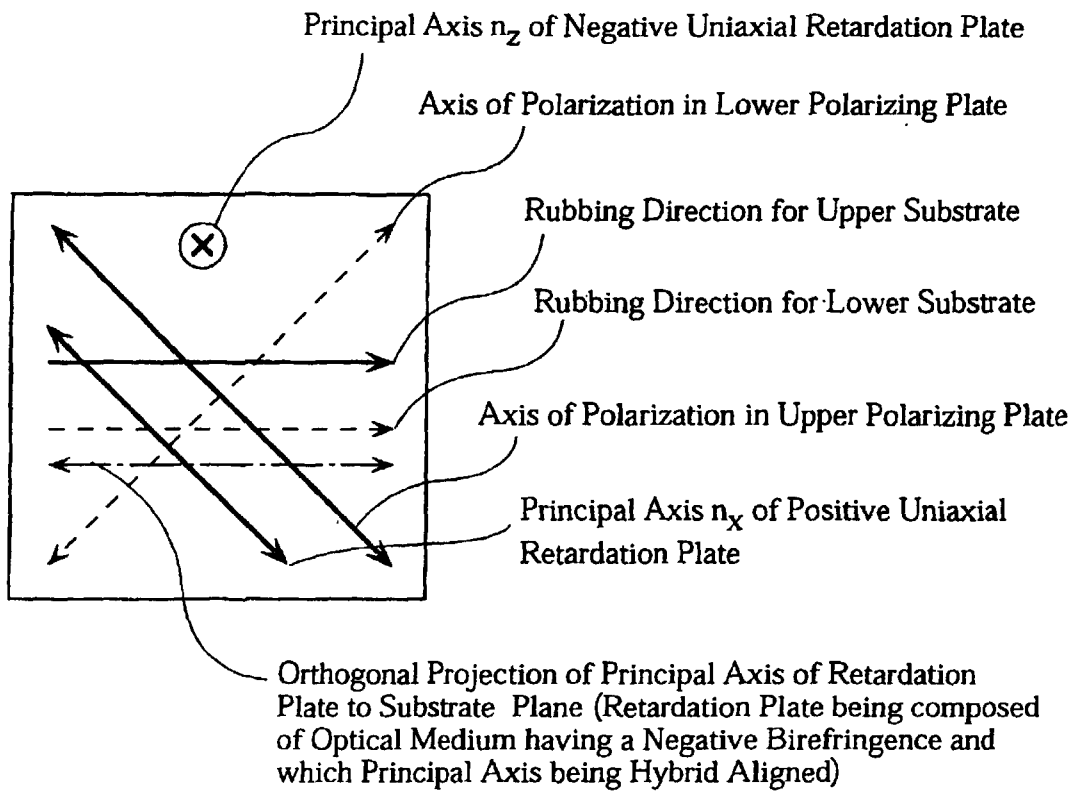 Principal Axis nz of Negative Uniaxial Retardation Plate
Axis of Polarization in Lower Polarizing Plate
Rubbing Direction for Upper Substrate
Rubbing Direction for Lower Substrate
Axis of Polarization in Upper Polarizing Plate
Principal Axis nx of Positive Uniaxial
Retardation Plate
Orthogonal Projection of Principal Axis of Retardation
Plate to Substrate Plane (Retardation Plate being composed
of Optical Medium having a Negative Birefringence and
which Principal Axis being Hybrid Aligned)